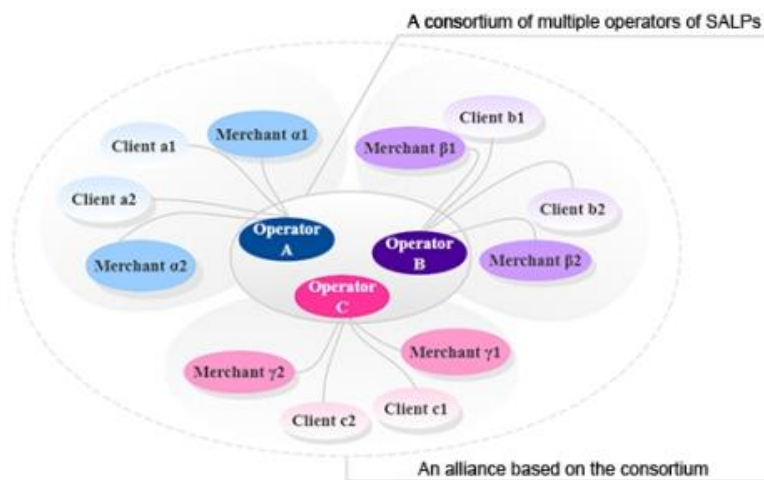 A consortium of multiple operators of SALPs
Client a1
Merchant α1
Client a2
Merchant α2
Operator
A
Client b1
Merchant β1
Client b2
Merchant β2
Operator
B
Operator
C
Merchant γ2
Merchant γ1
Client c2
Client c1
An alliance based on the consortium